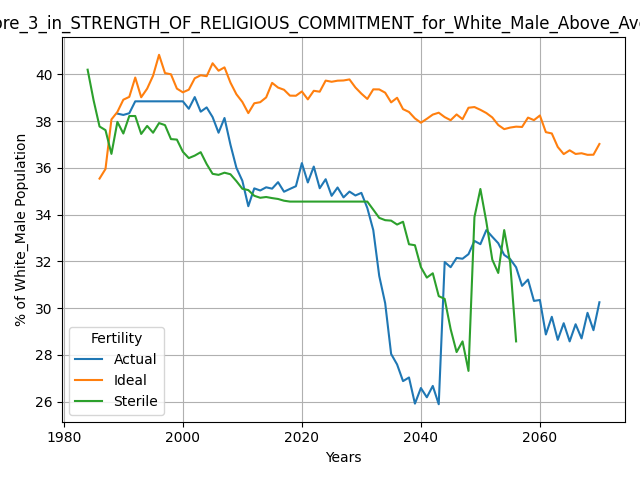 ore_3_in_STRENGTH_OF_RELIGIOUS_COMMITMENT_for_White_Male_Above_Ave
% of White_Male Population
40
38
36
34
32
30
28
26
Fertility
Actual
Ideal
Sterile
1980
2000
2020
2040
2060
Years